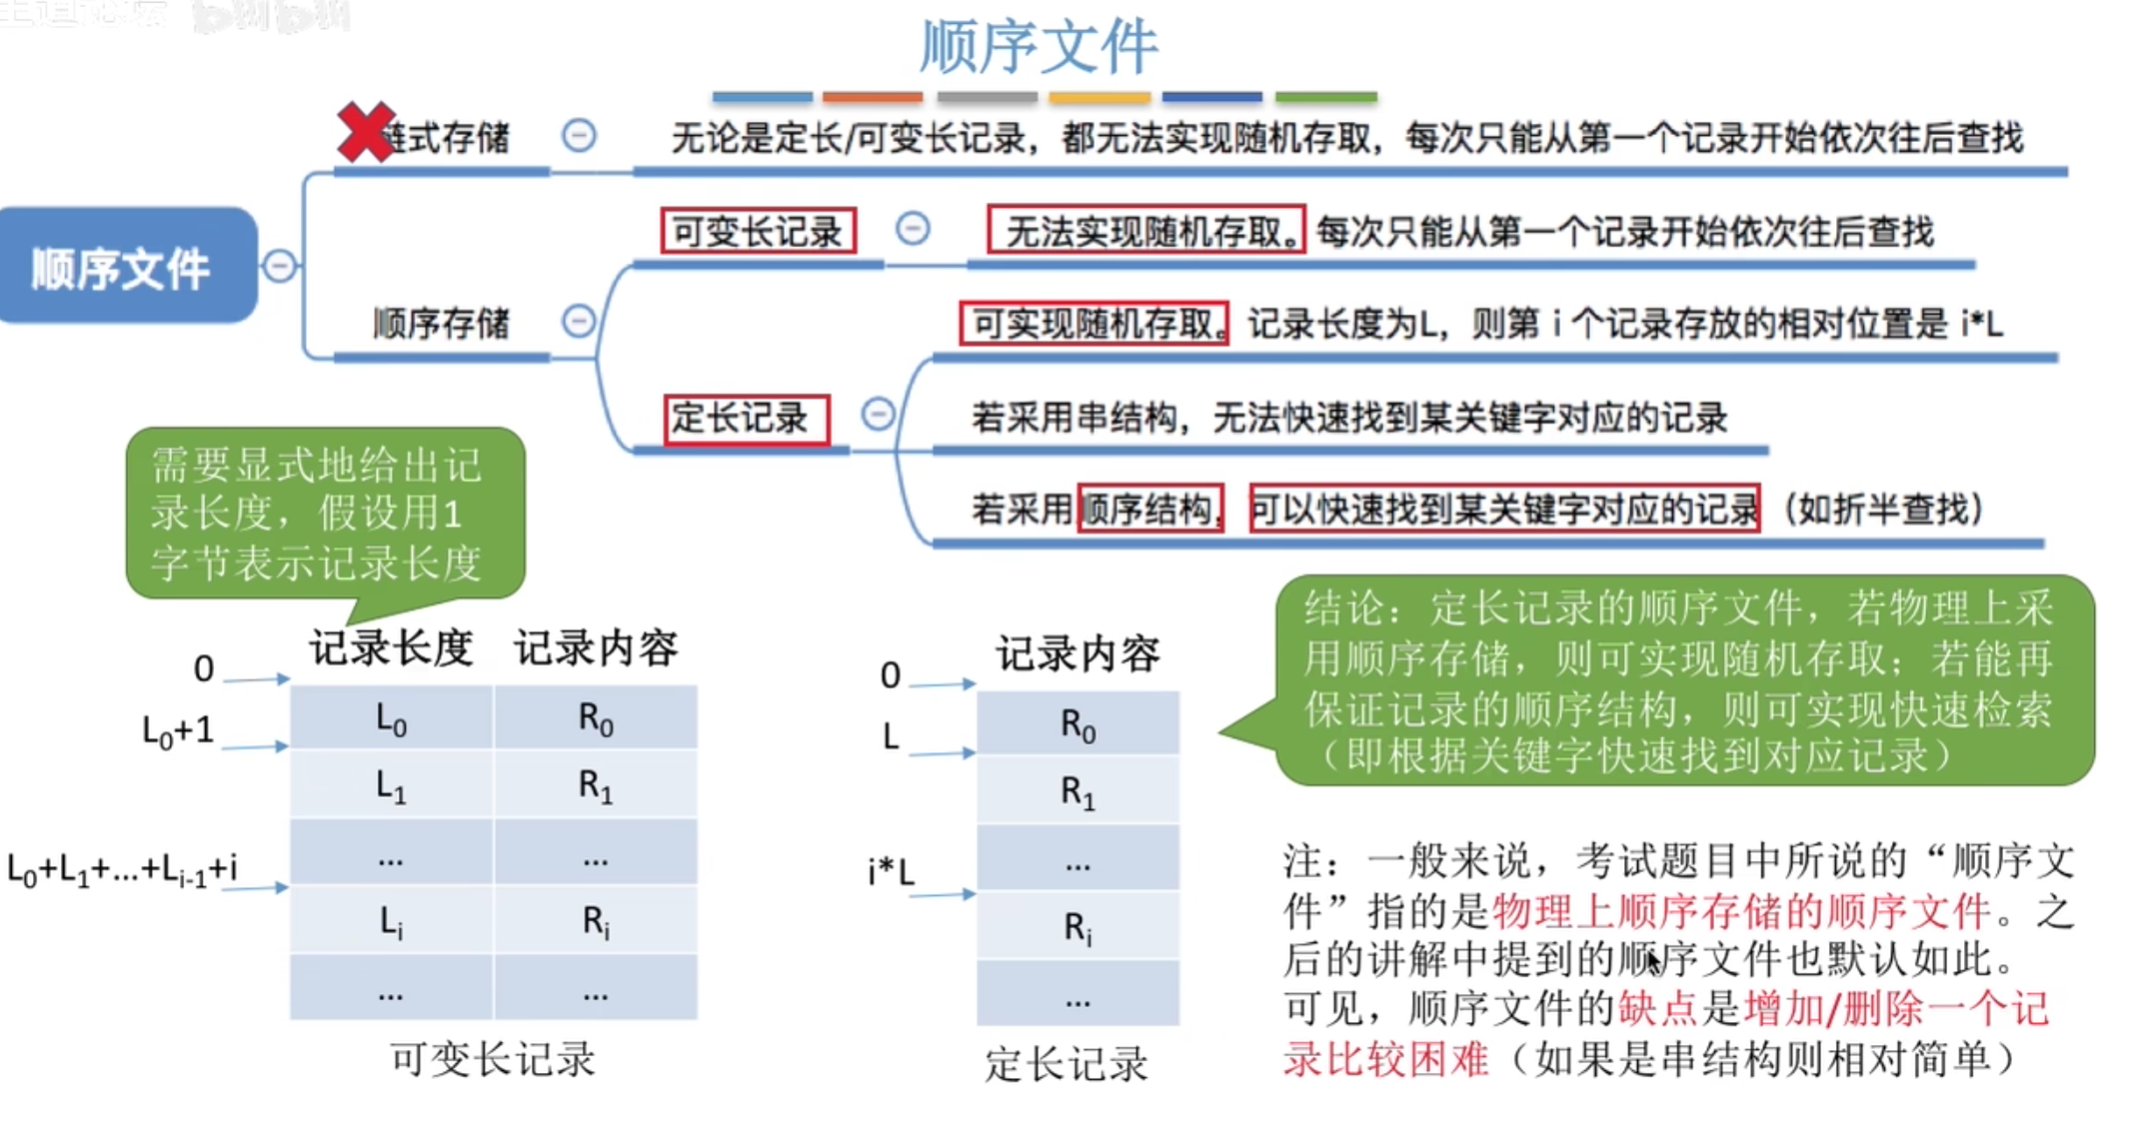 顺序文件
链式存储
无论是定长/可变长记录，都无法实现随机存取，每次只能从第一个记录开始依次往后查找
可变长记录
无法实现随机存取。每次只能从第一个记录开始依次往后查找
顺序文件
顺序存储
可实现随机存取。记录长度为L，则第 i 个记录存放的相对位置是 i*L
定长记录
若采用串结构，无法快速找到某关键字对应的记录
若采用顺序结构，可以快速找到某关键字对应的记录（如折半查找）
需要显式地给出记
录长度，假设用1
字节表示记录长度
记录长度 记录内容
0
L0 R0
L0+1
L1 R1
... ...
L0+L1+...+Li-1+i
Li Ri
... ...
可变长记录
记录内容
0
R0
L
R1
...
i*L
Ri
...
定长记录
结论：定长记录的顺序文件，若物理上采
用顺序存储，则可实现随机存取；若能再
保证记录的顺序结构，则可实现快速检索
（即根据关键字快速找到对应记录）
注：一般来说，考试题目中所说的“顺序文
件”指的是物理上顺序存储的顺序文件。之
后的讲解中提到的顺序文件也默认如此。
可见，顺序文件的缺点是增加/删除一个记
录比较困难（如果是串结构则相对简单）